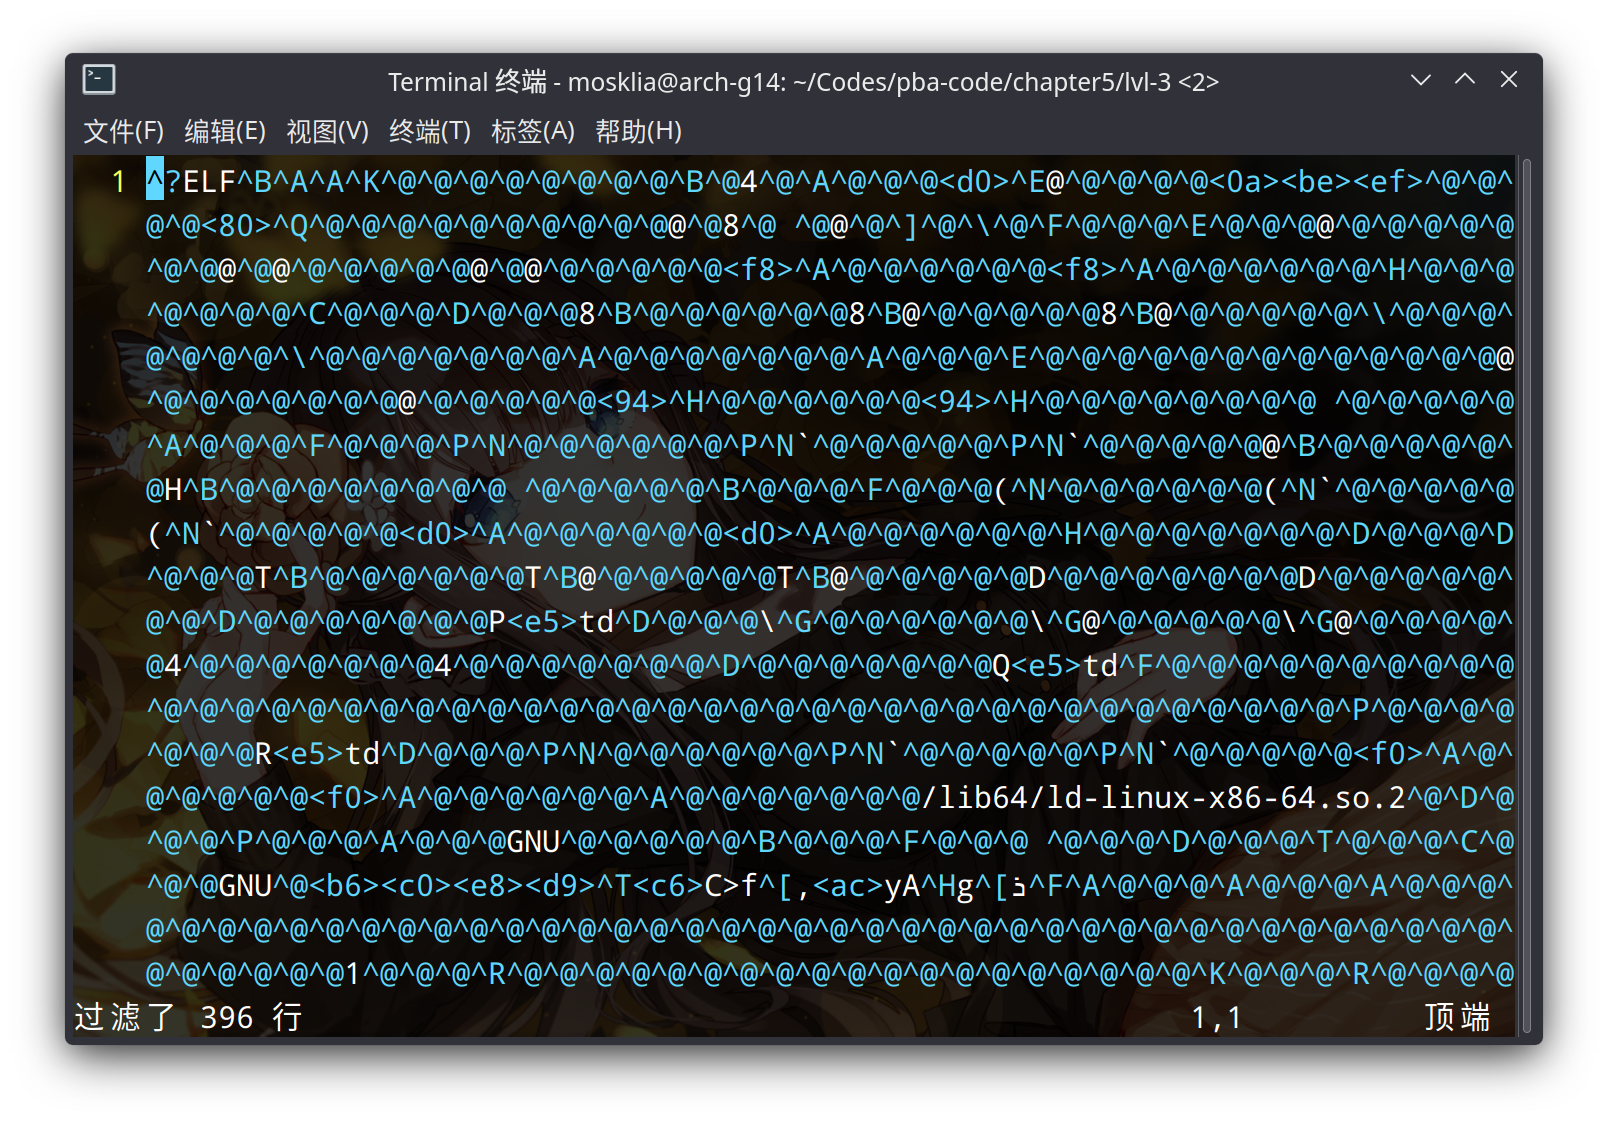 Terminal 终端 - mosklia@arch-g14: ~/Codes/pba-code/chapter5/lvl-3 <2>
文件(F) 编辑(E) 视图(V) 终端(T) 标签(A) 帮助(H)
1 ^?ELF^B^A^A^K^@^@^@^@^@^@^@^@^B^@4^@^A^@^@^@<d0>^E@^@^@^@^@<0a><be><ef>^@^@^
@^@<80>^Q^@^@^@^@^@^@^@^@^@^@@^@8^@ ^@@^@^]^@^\^@^F^@^@^@^E^@^@^@@^@^@^@^@^@
^@^@@^@@^@^@^@^@^@@^@@^@^@^@^@^@<f8>^A^@^@^@^@^@^@<f8>^A^@^@^@^@^@^@^H^@^@^@
^@^@^@^@^C^@^@^@^D^@^@^@8^B^@^@^@^@^@^@8^B@^@^@^@^@^@8^B@^@^@^@^@^@^\^@^@^@^
@^@^@^@^\^@^@^@^@^@^@^@^A^@^@^@^@^@^@^@^A^@^@^@^E^@^@^@^@^@^@^@^@^@^@^@^@^@@
^@^@^@^@^@^@^@@^@^@^@^@^@<94>^H^@^@^@^@^@^@<94>^H^@^@^@^@^@^@^@^@ ^@^@^@^@^@
^A^@^@^@^F^@^@^@^P^N^@^@^@^@^@^@^P^N`^@^@^@^@^@^P^N`^@^@^@^@^@@^B^@^@^@^@^@^
@H^B^@^@^@^@^@^@^@^@ ^@^@^@^@^@^B^@^@^@^F^@^@^@(^N^@^@^@^@^@^@(^N`^@^@^@^@^@
(^N`^@^@^@^@^@<d0>^A^@^@^@^@^@^@<d0>^A^@^@^@^@^@^@^H^@^@^@^@^@^@^@^D^@^@^@^D
^@^@^@T^B^@^@^@^@^@^@T^B@^@^@^@^@^@T^B@^@^@^@^@^@D^@^@^@^@^@^@^@D^@^@^@^@^@^
@^@^D^@^@^@^@^@^@^@P<e5>td^D^@^@^@\^G^@^@^@^@^@^@\^G@^@^@^@^@^@\^G@^@^@^@^@^
@4^@^@^@^@^@^@^@4^@^@^@^@^@^@^@^D^@^@^@^@^@^@^@Q<e5>td^F^@^@^@^@^@^@^@^@^@^@
^@^@^@^@^@^@^@^@^@^@^@^@^@^@^@^@^@^@^@^@^@^@^@^@^@^@^@^@^@^@^@^@^@^P^@^@^@^@
^@^@^@R<e5>td^D^@^@^@^P^N^@^@^@^@^@^@^P^N`^@^@^@^@^@^P^N`^@^@^@^@^@<f0>^A^@^
@^@^@^@^@<f0>^A^@^@^@^@^@^@^A^@^@^@^@^@^@^@/lib64/ld-linux-x86-64.so.2^@^D^@
^@^@^P^@^@^@^A^@^@^@GNU^@^@^@^@^@^B^@^@^@^F^@^@^@ ^@^@^@^D^@^@^@^T^@^@^@^C^@
^@^@GNU^@<b6><c0><e8><d9>^T<c6>C>f^[,<ac>yA^Hg^[ڏ^F^A^@^@^@^A^@^@^@^A^@^@^@^
@^@^@^@^@^@^@^@^@^@^@^@^@^@^@^@^@^@^@^@^@^@^@^@^@^@^@^@^@^@^@^@^@^@^@^@^@^@^
@^@^@^@^@^@1^@^@^@^R^@^@^@^@^@^@^@^@^@^@^@^@^@^@^@^@^@^@^@^K^@^@^@^R^@^@^@^@
过滤了 396 行 1,1 顶端